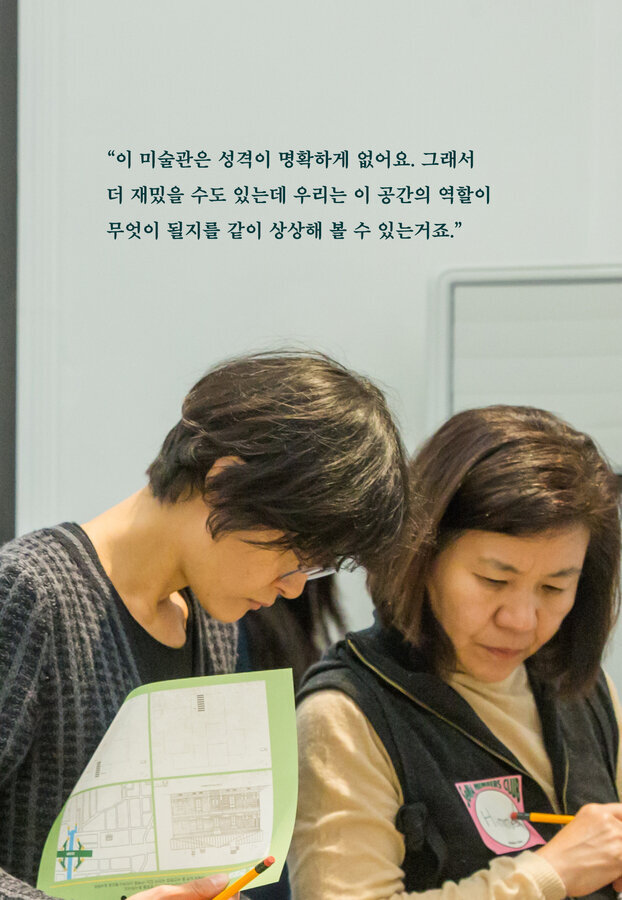 “이 미술관은 성격이 명확하게 없어요. 그래서
더 재밌을 수도 있는데 우리는 이 공간의 역할이
무엇이 될지를 같이 상상해 볼 수 있는거죠.”
CLUB